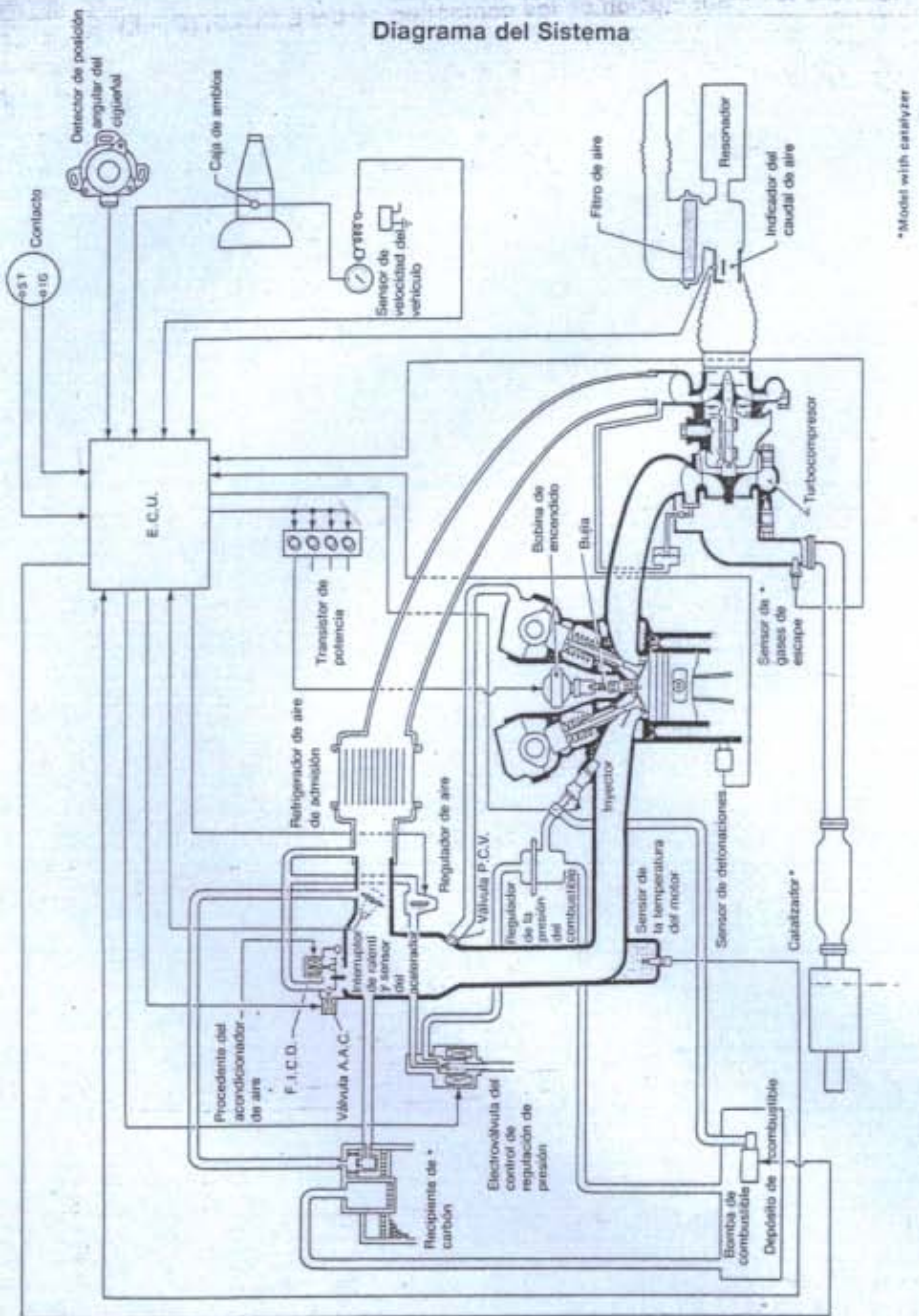 Diagrama del Sistema
Detector de posición
angular del
cigüeñal
Contacto
ST
IG
Caja de ambios
Sensor de
velocidad del
vehículo
E.C.U.
Transistor de
potencia
Filtro de aire
Resonador
Indicador del
caudal de aire
*Model with catalyzer
Turbocompresor
Bobina de
encendido
Bujía
Sensor de *
gases de
escape
Refrigerador de aire
de admisión
Regulador de aire
Válvula P.C.V.
Injector
Regulador
de la
presión
del
combustible
Sensor de
la temperatura
del motor
Sensor de detonaciones
Catalizador*
Interruptor
de ralentí
y sensor
del
acelerador
Procedente del
acondicionador
de aire
F.I.C.D.
Válvula A.A.C.
Electroválvula del
control de
regulación de
presión
Recipiente de *
carbón
Bomba de
combustible
Depósito de
combustible